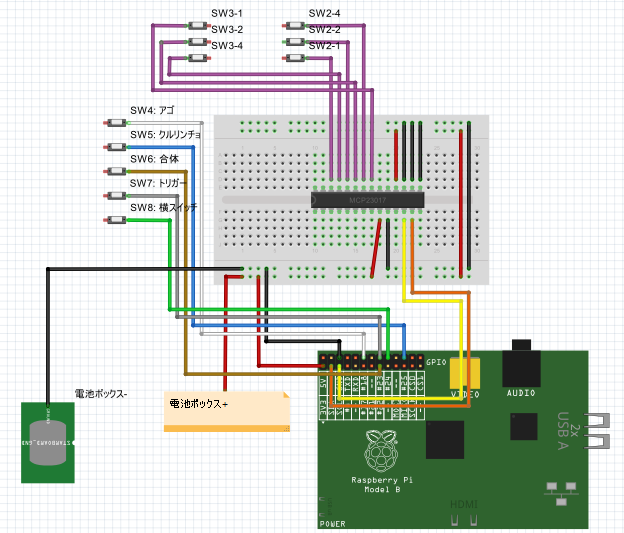 SW3-1
SW2-4
SW3-2
SW2-2
SW3-4
SW2-1
SW4: アゴ
SW5: クルリンチョ
SW6: 合体
SW7: トリガー
SW8: 横スイッチ
MCP23017
GPIO
電池ボックス-
電池ボックス+
VIDEO
AUDIO
2x
USB A
Raspberry Pi
Model B
HDMI
POWER